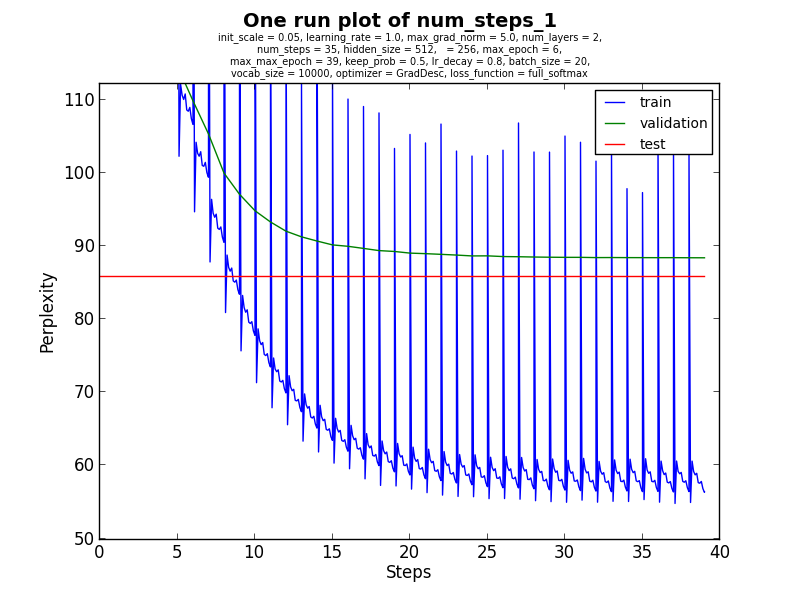 One run plot of num_steps_1
init_scale = 0.05, learning_rate = 1.0, max_grad_norm = 5.0, num_layers = 2,
num_steps = 35, hidden_size = 512,   = 256, max_epoch = 6,
max_max_epoch = 39, keep_prob = 0.5, lr_decay = 0.8, batch_size = 20,
vocab_size = 10000, optimizer = GradDesc, loss_function = full_softmax
train
validation
test
110
100
90
80
70
60
50
Perplexity
0 5 10 15 20 25 30 35 40
Steps